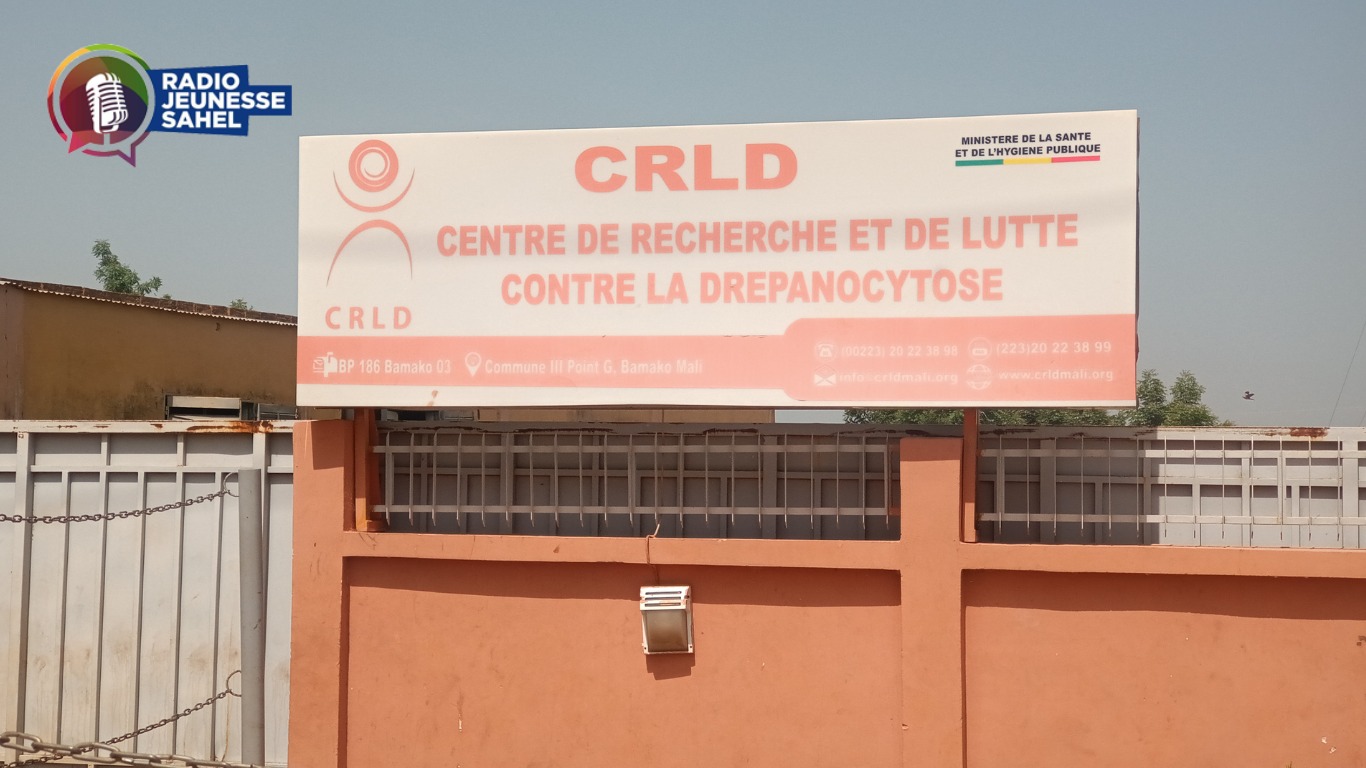 RADIO
JEUNESSE
SAHEL
CRLD
MINISTERE DE LA SANTE
ET DE L'HYGIENE PUBLIQUE
CENTRE DE RECHERCHE ET DE LUTTE
CONTRE LA DREPANOCYTOSE
CRLD
BP 186 Bamako 03
Commune III Point G, Bamako Mali
(00223) 20 22 38 98
(223)20 22 38 99
info@crldmali.org
www.crldmali.org